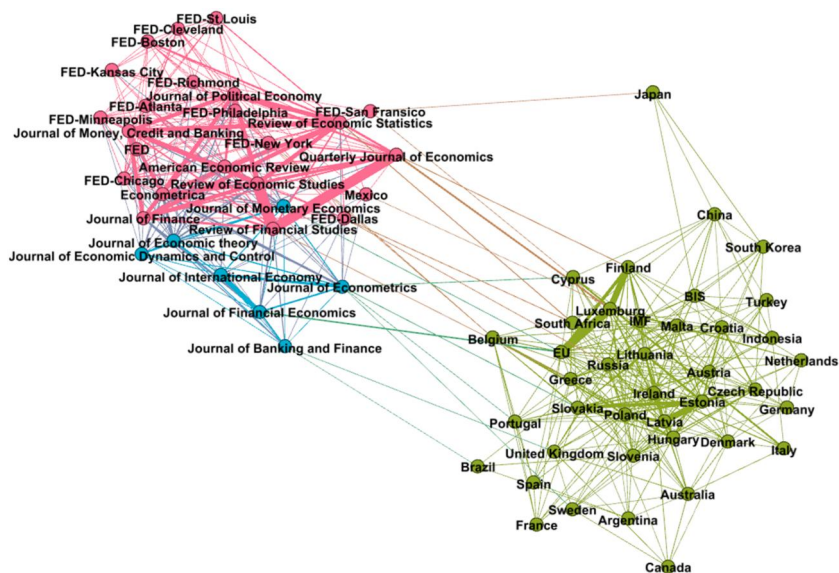 FED-St.Louis
FED-Cleveland
FED-Boston
FED-Kansas City
FED-Richmond
Journal of Political Economy
FED-Atlanta
FED-Philadelphia
FED-San Fransico
FED-Minneapolis
Review of Economic Statistics
Journal of Money, Credit and Banking
FED
FED-New York
Quarterly Journal of Economics
American Economic Review
FED-Chicago
Review of Economic Studies
Econometrica
Mexico
Journal of Monetary Economics
Journal of Finance
FED-Dallas
Review of Financial Studies
Journal of Economic theory
Journal of Economic Dynamics and Control
Journal of International Economy
Journal of Econometrics
Journal of Financial Economics
Journal of Banking and Finance
Japan
China
South Korea
Finland
Cyprus
BIS
Turkey
Luxemburg
South Africa
IMF
Malta
Croatia
Indonesia
Belgium
EU
Lithuania
Russia
Netherlands
Austria
Greece
Ireland
Czech Republic
Estonia
Slovakia
Poland
Latvia
Germany
Portugal
Hungary
Denmark
Italy
United Kingdom
Slovenia
Brazil
Spain
Australia
Sweden
France
Argentina
Canada